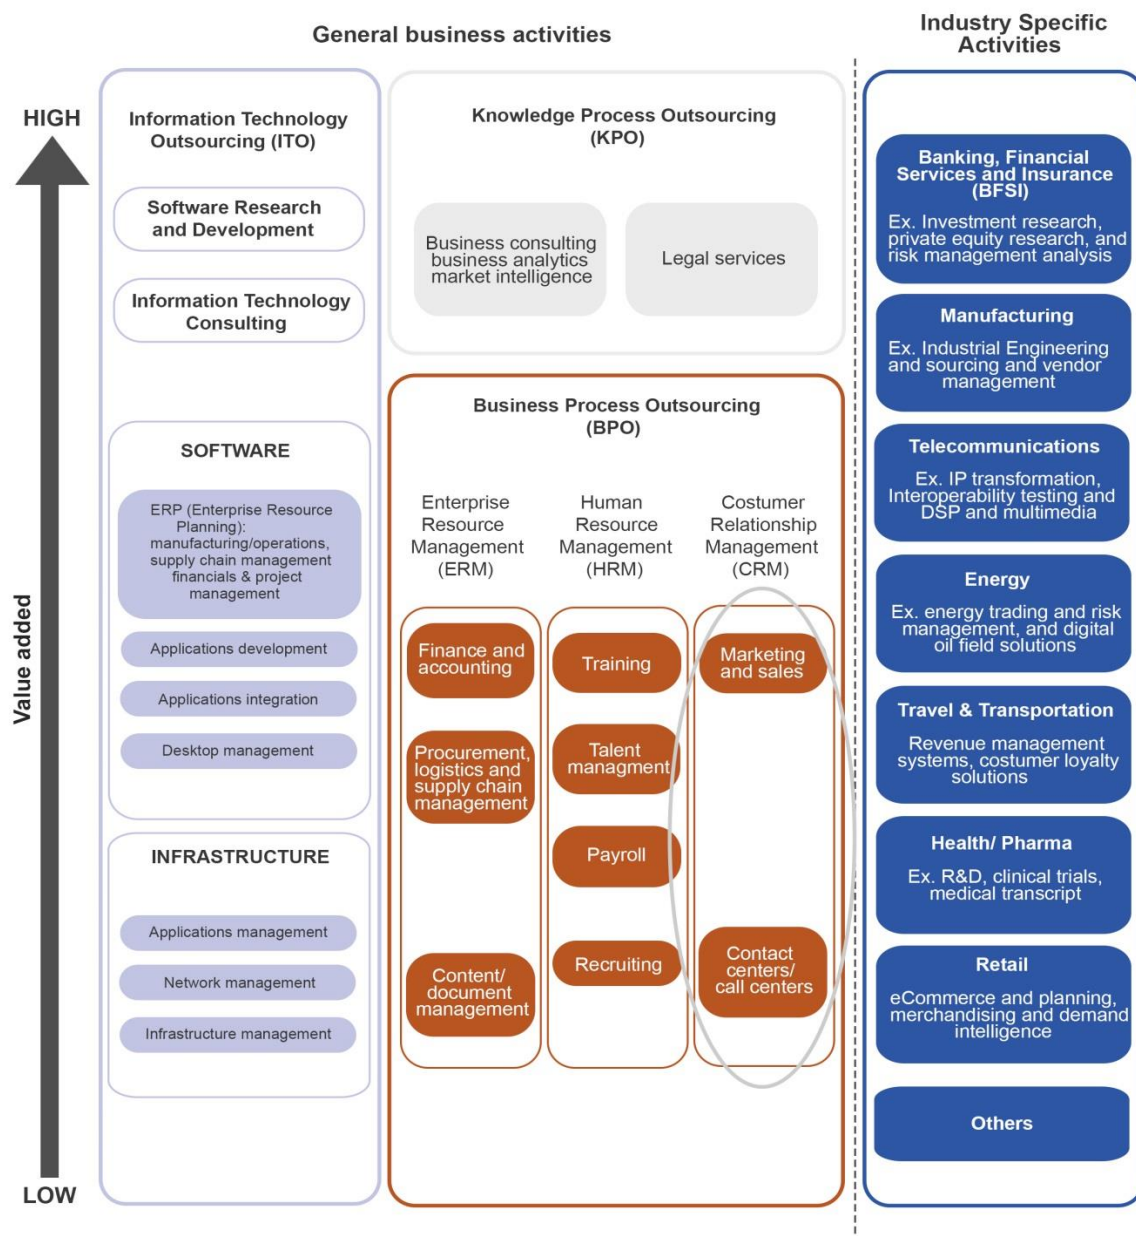 General business activities
Industry Specific
Activities
HIGH
Value added
LOW
Information Technology
Outsourcing (ITO)
Software Research
and Development
Information Technology
Consulting
SOFTWARE
ERP (Enterprise Resource
Planning):
manufacturing/operations,
supply chain management
financials & project
management
Applications development
Applications integration
Desktop management
INFRASTRUCTURE
Applications management
Network management
Infrastructure management
Knowledge Process Outsourcing
(KPO)
Business consulting
business analytics
market intelligence
Legal services
Business Process Outsourcing
(BPO)
Enterprise
Resource
Management
(ERM)
Finance and
accounting
Procurement,
logistics and
supply chain
management
Content/
document
management
Human
Resource
Management
(HRM)
Training
Talent
managment
Payroll
Recruiting
Costumer
Relationship
Management
(CRM)
Marketing
and sales
Contact
centers/
call centers
Banking, Financial
Services and Insurance
(BFSI)
Ex. Investment research,
private equity research, and
risk management analysis
Manufacturing
Ex. Industrial Engineering
and sourcing and vendor
management
Telecommunications
Ex. IP transformation,
Interoperability testing and
DSP and multimedia
Energy
Ex. energy trading and risk
management, and digital
oil field solutions
Travel & Transportation
Revenue management
systems, costumer loyalty
solutions
Health/ Pharma
Ex. R&D, clinical trials,
medical transcript
Retail
eCommerce and planning,
merchandising and demand
intelligence
Others